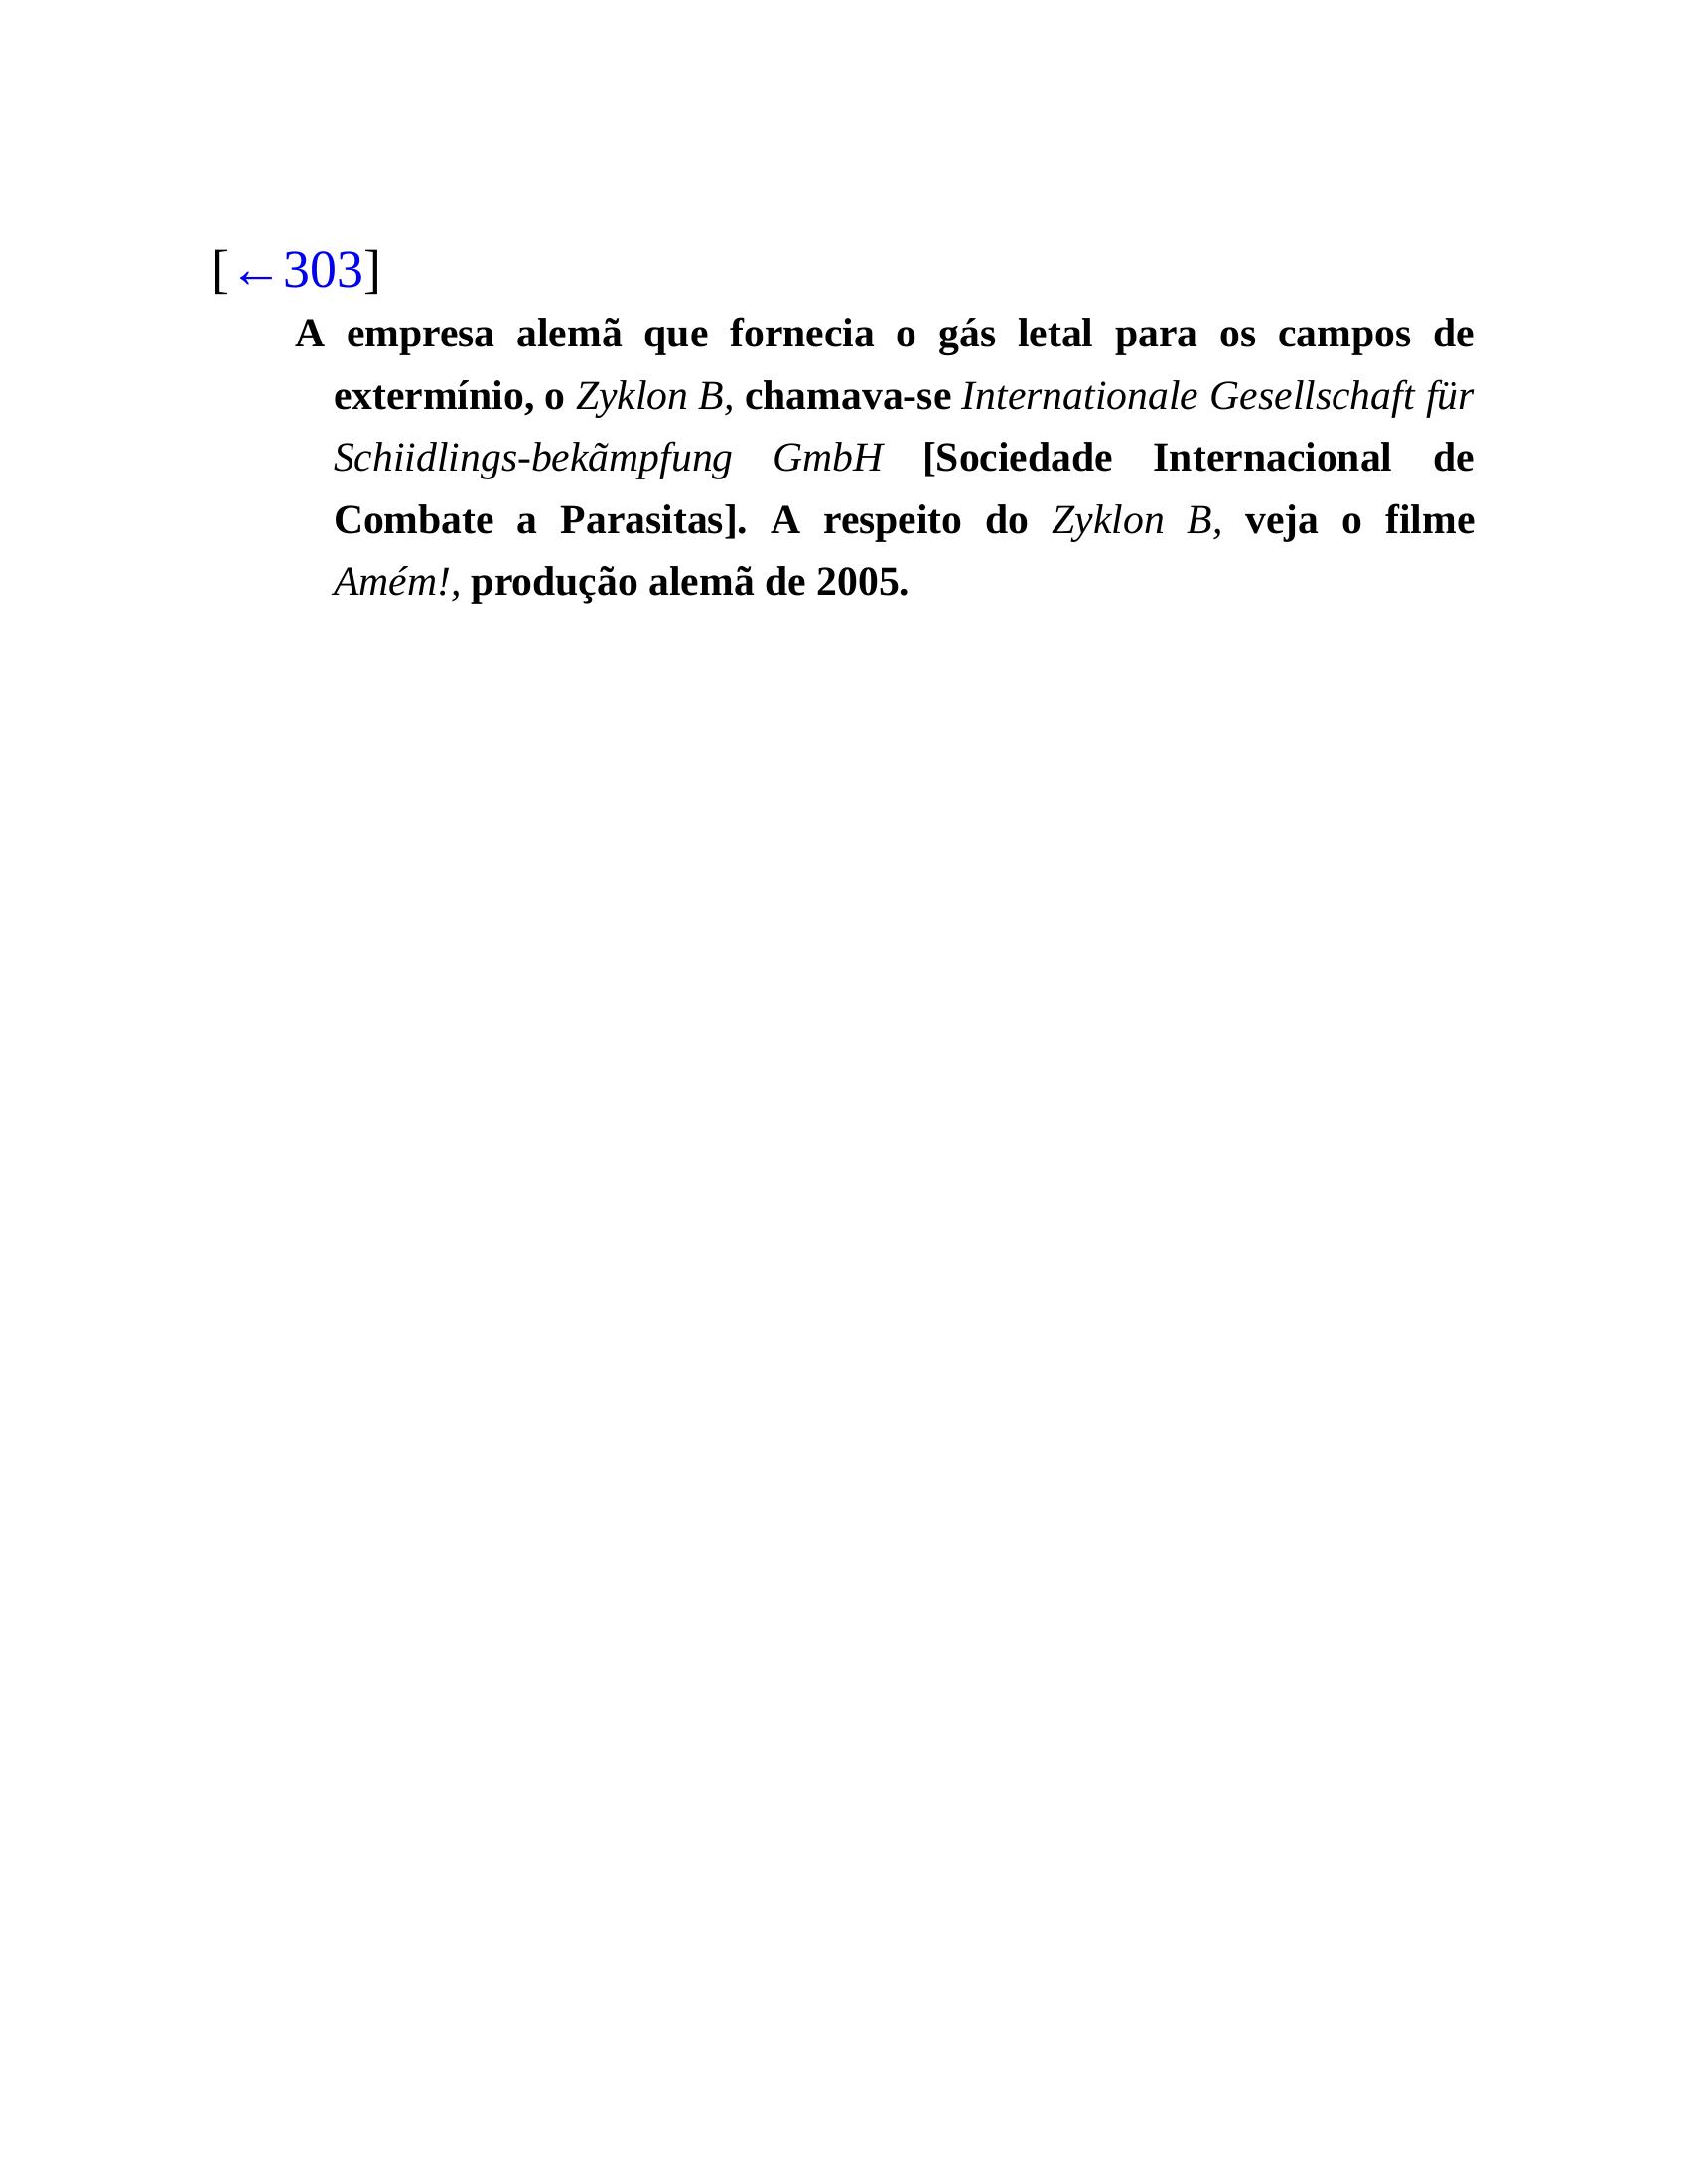 [←303]
A empresa alemã que fornecia o gás letal para os campos de
extermínio, o Zyklon B, chamava-se Internationale Gesellschaft für
Schiidlings-bekãmpfung GmbH [Sociedade Internacional de
Combate a Parasitas]. A respeito do Zyklon B, veja o filme
Amém!, produção alemã de 2005.